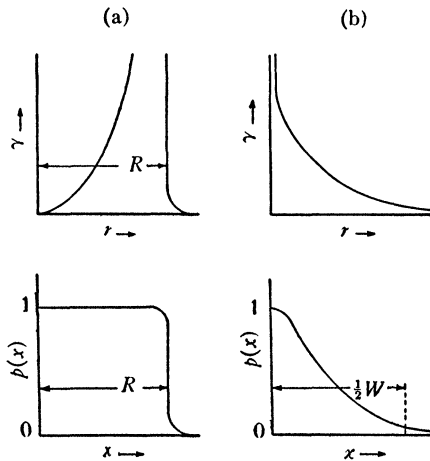 (a) (b)
γ → R γ →
r → r →
1 1
p(x) R p(x) ½W
0 0
x → x →